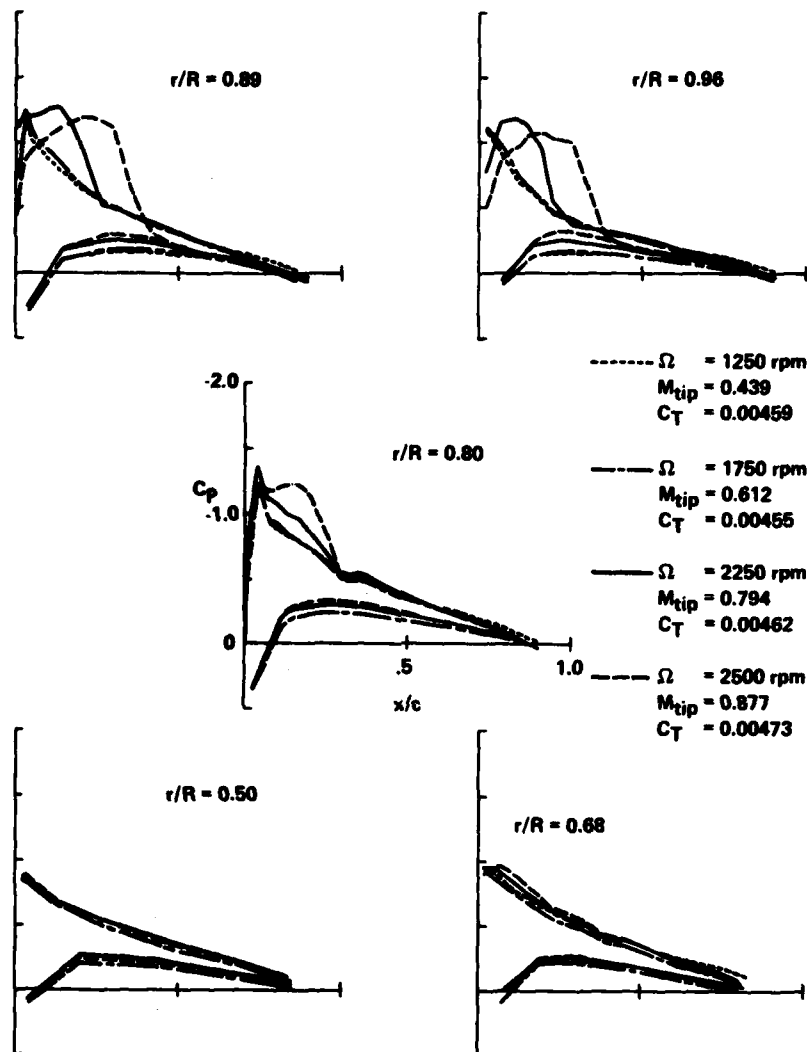 r/R = 0.89
r/R = 0.96
Ω = 1250 rpm
M_tip = 0.439
C_T = 0.00459
-2.0
r/R = 0.80
C_P
-1.0
Ω = 1750 rpm
M_tip = 0.612
C_T = 0.00455
Ω = 2250 rpm
M_tip = 0.794
C_T = 0.00462
0
.5
1.0
x/c
Ω = 2500 rpm
M_tip = 0.877
C_T = 0.00473
r/R = 0.50
r/R = 0.68